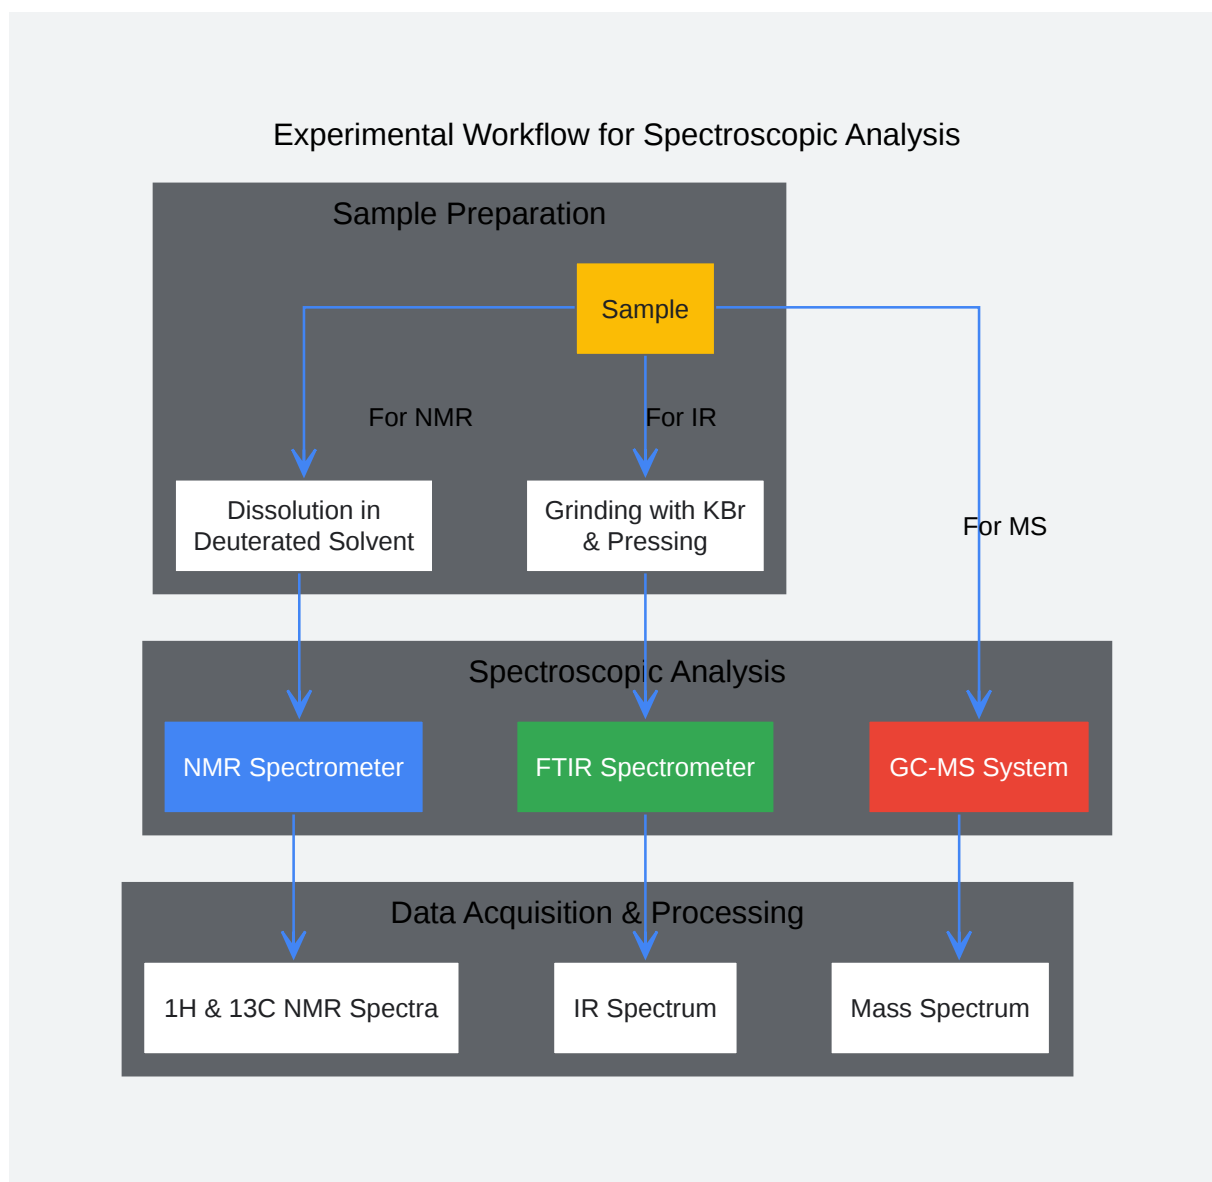 Experimental Workflow for Spectroscopic Analysis
Sample Preparation
Sample
For NMR
For IR
Dissolution in
Deuterated Solvent
Grinding with KBr
& Pressing
For MS
Spectroscopic Analysis
NMR Spectrometer
FTIR Spectrometer
GC-MS System
Data Acquisition & Processing
1H & 13C NMR Spectra
IR Spectrum
Mass Spectrum